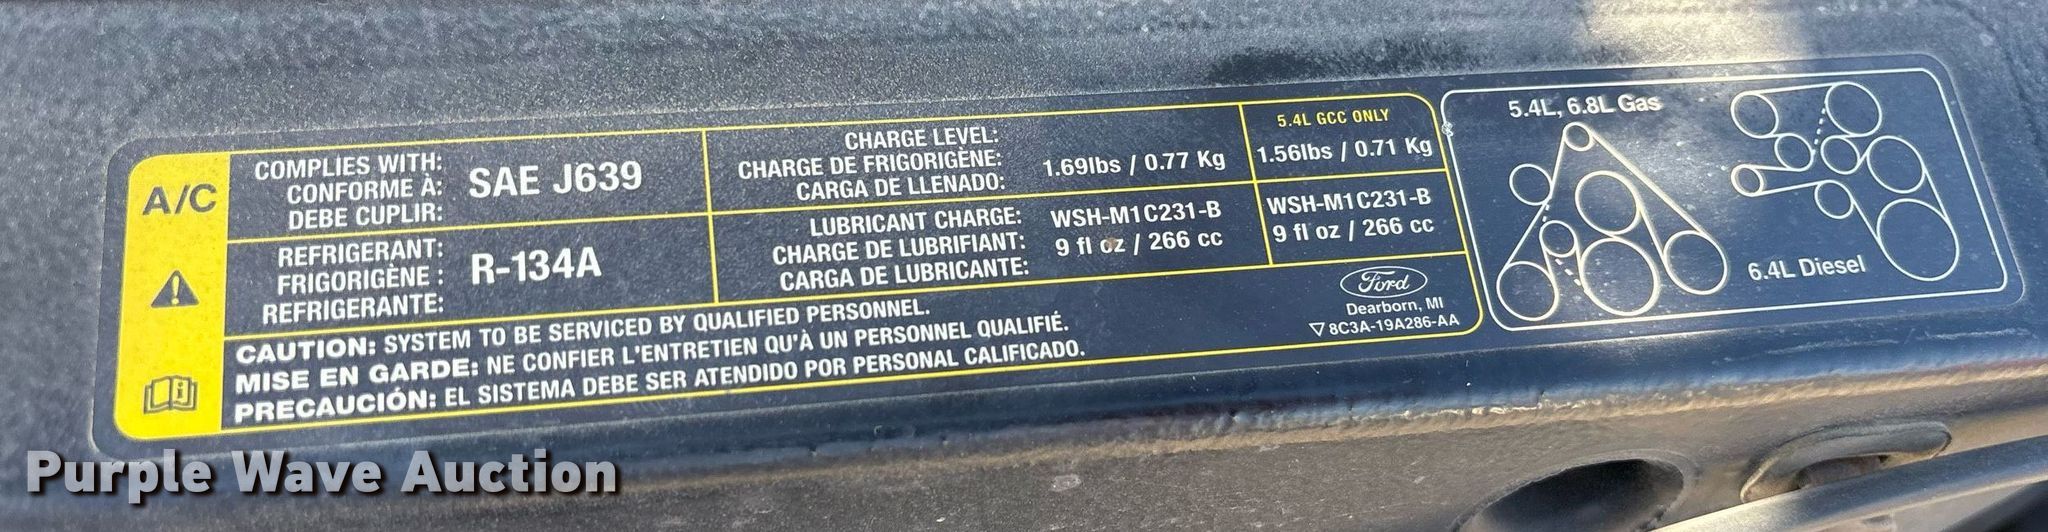 A/C
COMPLIES WITH:
CONFORME À:
DEBE CUPLIR:
SAE J639
REFRIGERANT:
FRIGORIGÈNE :
REFRIGERANTE:
R-134A
CHARGE LEVEL:
CHARGE DE FRIGORIGÈNE:
CARGA DE LLENADO:
1.69lbs / 0.77 Kg
5.4L GCC ONLY
1.56lbs / 0.71 Kg
LUBRICANT CHARGE:
CHARGE DE LUBRIFIANT:
CARGA DE LUBRICANTE:
WSH-M1C231-B
9 fl oz / 266 cc
WSH-M1C231-B
9 fl oz / 266 cc
CAUTION: SYSTEM TO BE SERVICED BY QUALIFIED PERSONNEL.
MISE EN GARDE: NE CONFIER L'ENTRETIEN QU'À UN PERSONNEL QUALIFIÉ.
PRECAUCIÓN: EL SISTEMA DEBE SER ATENDIDO POR PERSONAL CALIFICADO.
Ford
Dearborn, MI
8C3A-19A286-AA
5.4L, 6.8L Gas
6.4L Diesel
Purple Wave Auction